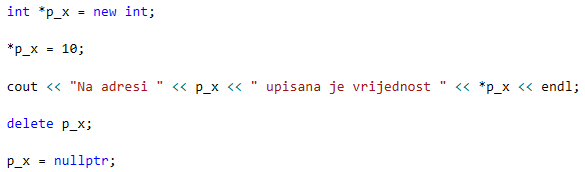 int *p_x = new int;
*p_x = 10;
cout << "Na adresi " << p_x << " upisana je vrijednost " << *p_x << endl;
delete p_x;
p_x = nullptr;